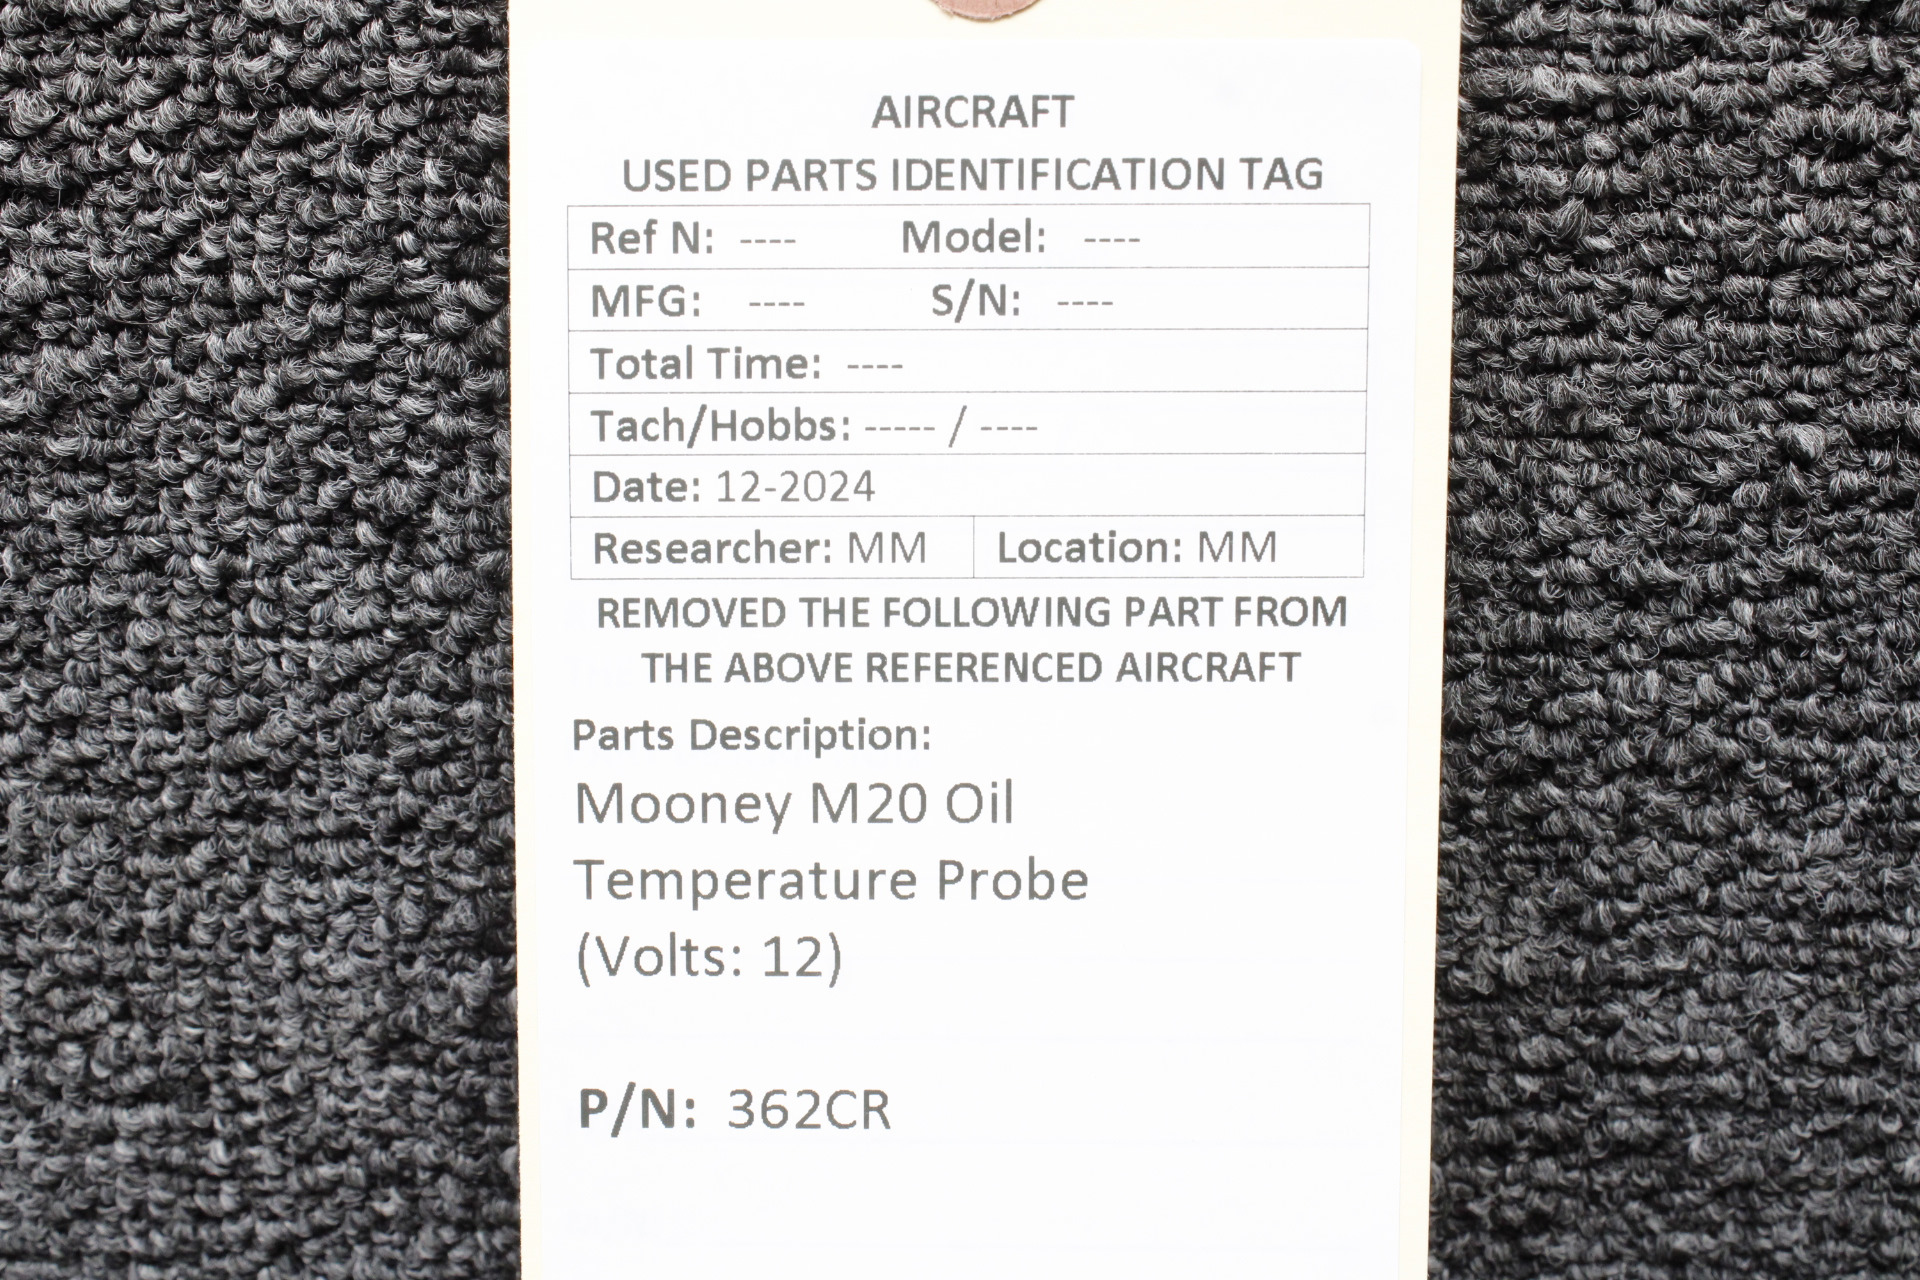 AIRCRAFT
USED PARTS IDENTIFICATION TAG
Ref N: ---- Model: ----
MFG: ---- S/N: ----
Total Time: ----
Tach/Hobbs: ----- / ----
Date: 12-2024
Researcher: MM Location: MM
REMOVED THE FOLLOWING PART FROM
THE ABOVE REFERENCED AIRCRAFT
Parts Description:
Mooney M20 Oil
Temperature Probe
(Volts: 12)
P/N: 362CR